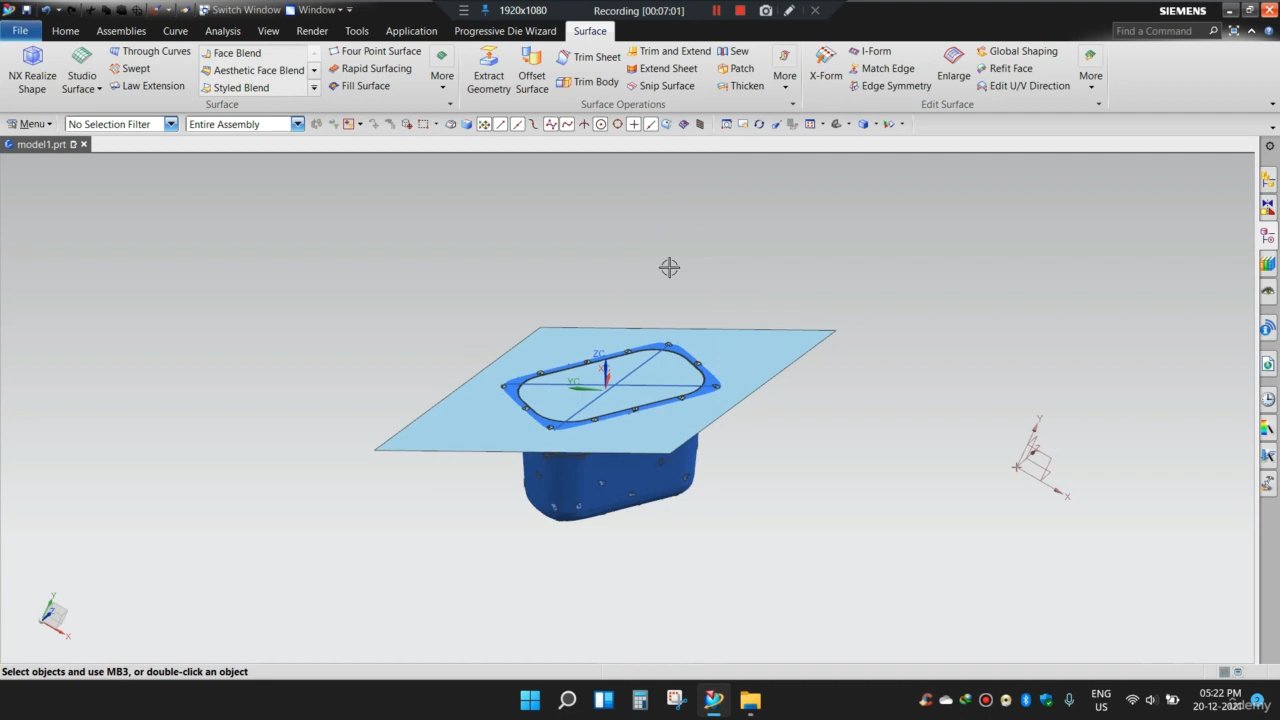 Switch Window Window 1920x1080 Recording [00:07:01] SIEMENS
File Home Assemblies Curve Analysis View Render Tools Application Progressive Die Wizard Surface Find a Command
Through Curves Face Blend Four Point Surface Trim Sheet Trim and Extend Sew I-Form Global Shaping
NX Realize Shape Studio Surface Swept Aesthetic Face Blend Rapid Surfacing More Extract Geometry Offset Surface Extend Sheet Patch More X-Form Match Edge Enlarge Refit Face More
Law Extension Styled Blend Fill Surface Trim Body Snip Surface Thicken Edge Symmetry Edit U/V Direction
Surface Surface Operations Edit Surface
Menu No Selection Filter Entire Assembly
model1.prt
ZC
YC
Y
X
Y
Z
X
Select objects and use MB3, or double-click an object
ENG
US
05:22 PM
20-12-2021
Udemy